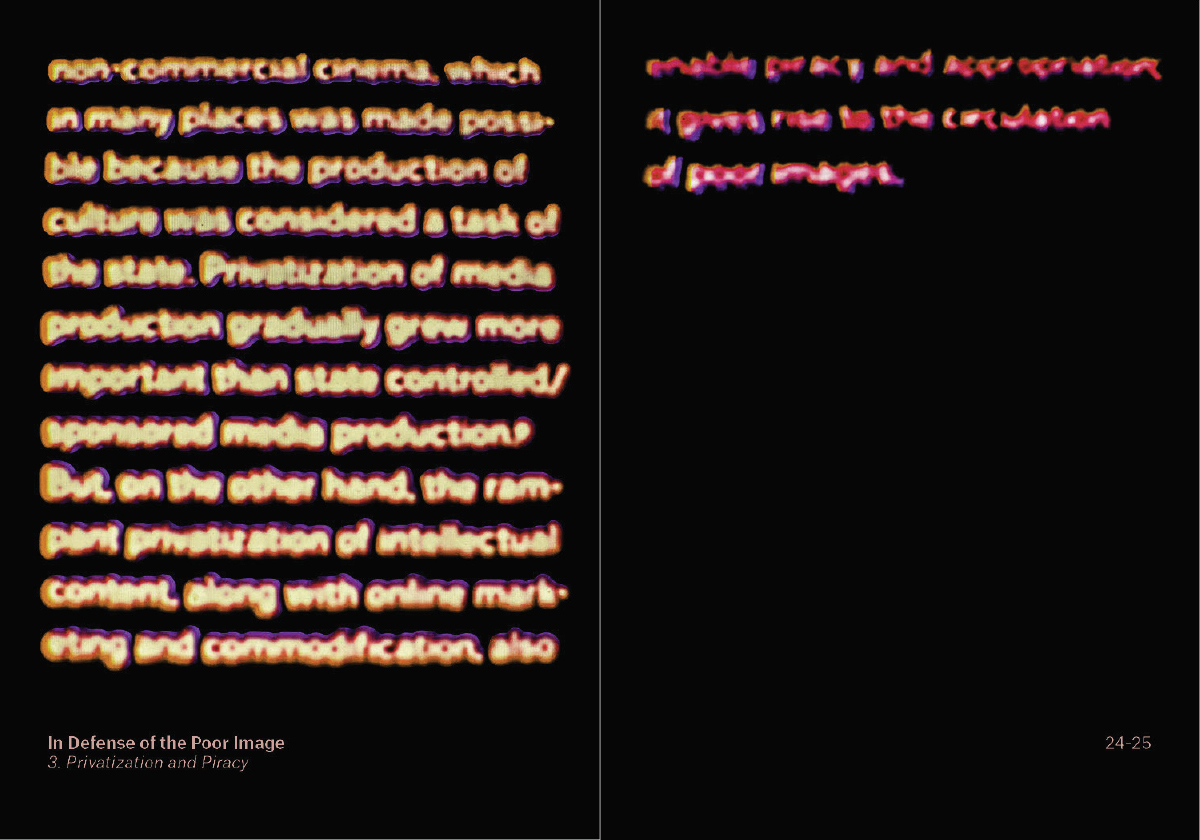 non-commercial cinema, which
in many places was made possi-
ble because the production of
culture was considered a task of
the state. Privatization of media
production gradually grew more
important than state controlled/
sponsored media production.
But, on the other hand, the ram-
pant privatization of intellectual
content, along with online mark-
eting and commodification, also
enables piracy and appropriation
it gives rise to the circulation
of poor images.
In Defense of the Poor Image
3. Privatization and Piracy
24-25